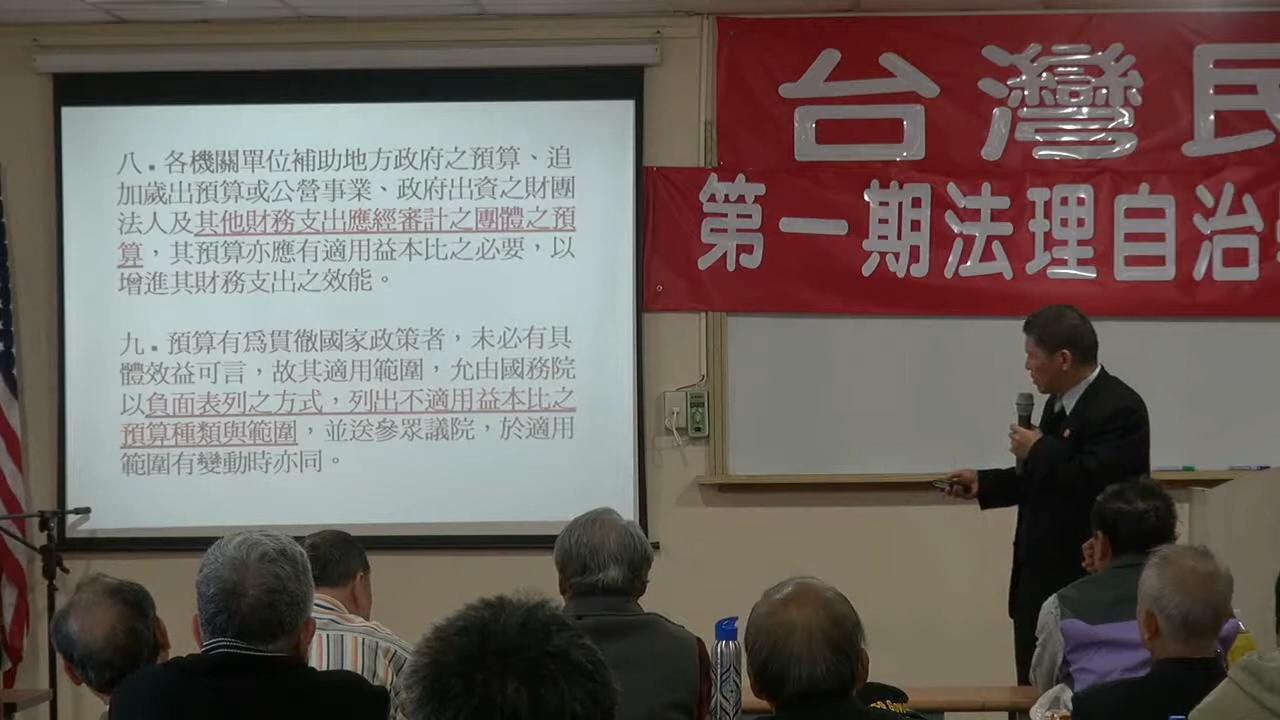 台灣民
第一期法理自治
八．各機關單位補助地方政府之預算、追
加歲出預算或公營事業、政府出資之財團
法人及其他財務支出應經審計之團體之預
算，其預算亦應有適用益本比之必要，以
增進其財務支出之效能。
九．預算有為貫徹國家政策者，未必有具
體效益可言，故其適用範圍，允由國務院
以負面表列之方式，列出不適用益本比之
預算種類與範圍，並送參眾議院，於適用
範圍有變動時亦同。